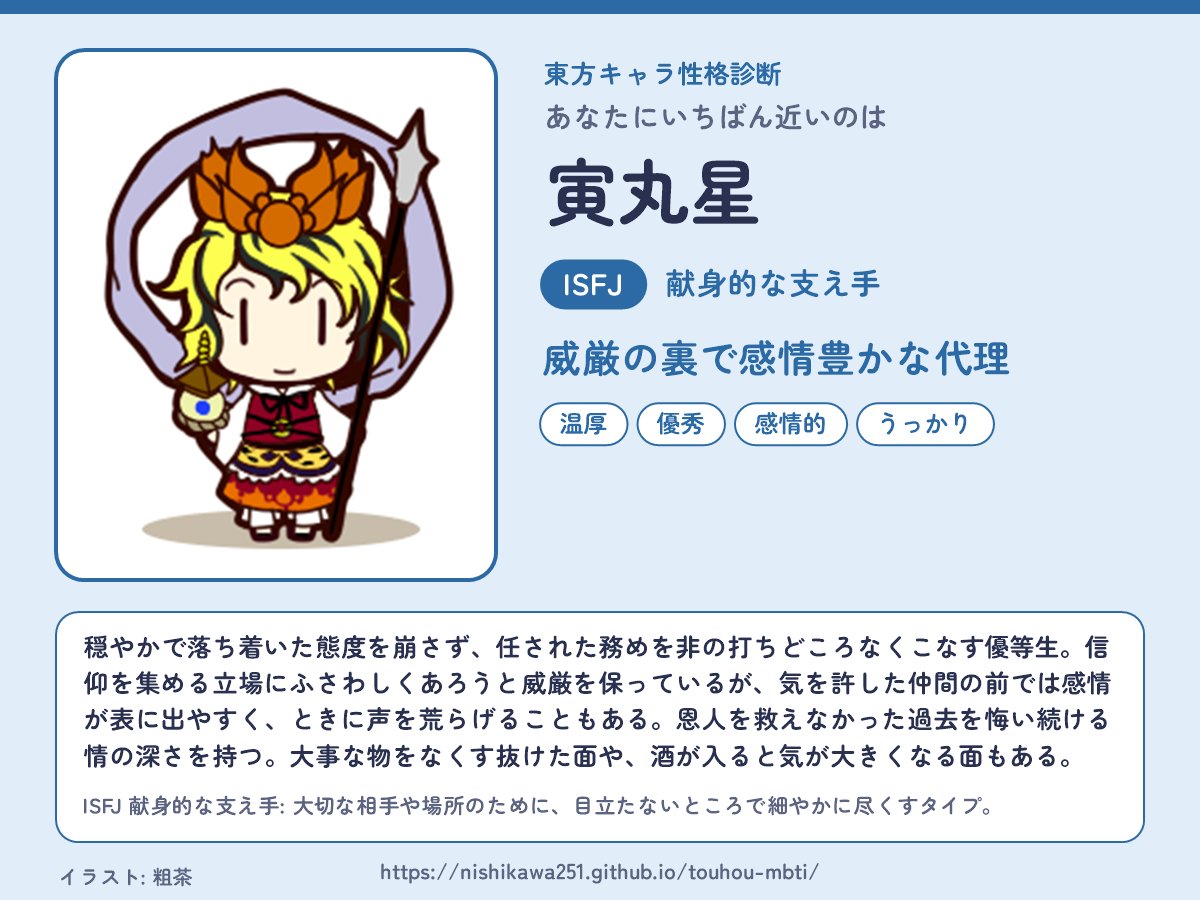 東方キャラ性格診断
あなたにいちばん近いのは
寅丸星
ISFJ 献身的な支え手
威厳の裏で感情豊かな代理
温厚 優秀 感情的 うっかり
穏やかで落ち着いた態度を崩さず、任された務めを非の打ちどころなくこなす優等生。信
仰を集める立場にふさわしくあろうと威厳を保っているが、気を許した仲間の前では感情
が表に出やすく、ときに声を荒らげることもある。恩人を救えなかった過去を悔い続ける
情の深さを持つ。大事な物をなくす抜けた面や、酒が入ると気が大きくなる面もある。
ISFJ 献身的な支え手: 大切な相手や場所のために、目立たないところで細やかに尽くすタイプ。
イラスト: 粗茶
https://nishikawa251.github.io/touhou-mbti/